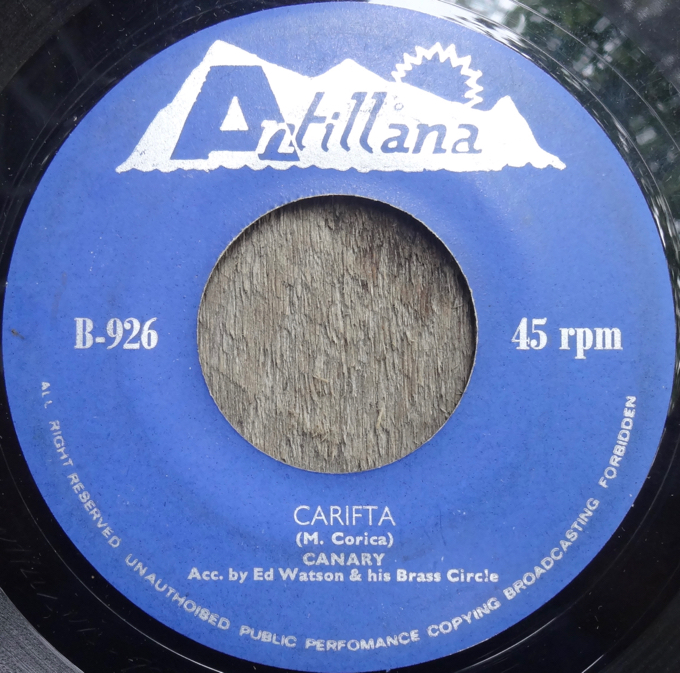 Antillana
B-926
45 rpm
CARIFTA
(M. Corica)
CANARY
Acc. by Ed Watson & his Brass Circle
ALL RIGHT RESERVED UNAUTHOISED PUBLIC PERFOMANCE COPYING BROADCASTING FORBIDDEN